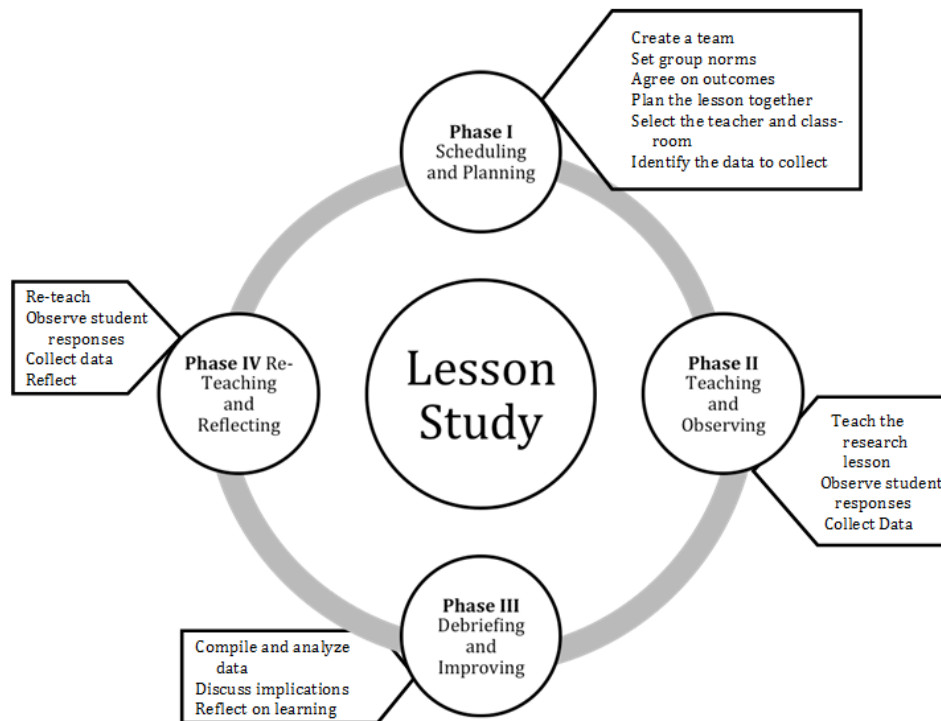 Create a team
Set group norms
Agree on outcomes
Plan the lesson together
Select the teacher and class-
room
Identify the data to collect
Phase I
Scheduling
and Planning
Re-teach
Observe student
responses
Collect data
Reflect
Phase IV Re-
Teaching
and
Reflecting
Lesson
Study
Phase II
Teaching
and
Observing
Teach the
research
lesson
Observe student
responses
Collect Data
Phase III
Debriefing
and
Improving
Compile and analyze
data
Discuss implications
Reflect on learning